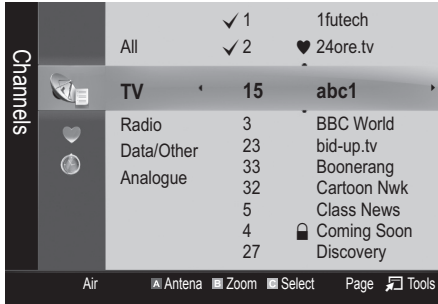 Channels
✓ 1 1futech
All ✓ 2 ♥ 24ore.tv
TV 15 abc1
Radio 3 BBC World
Data/Other 23 bid-up.tv
Analogue 33 Boonerang
32 Cartoon Nwk
5 Class News
4 Coming Soon
27 Discovery
Air A Antena B Zoom C Select Page Tools